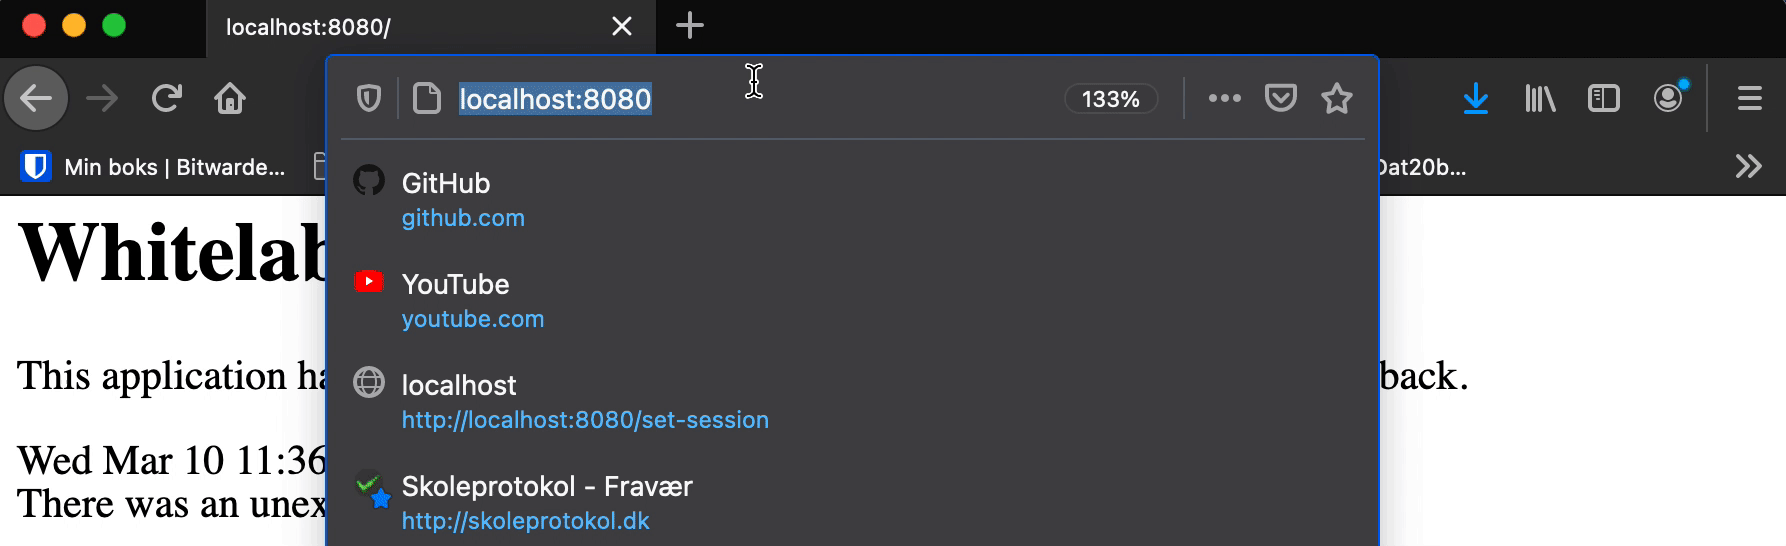 localhost:8080/
localhost:8080
133%
Min boks | Bitwarde...
Dat20b...
GitHub
github.com
YouTube
youtube.com
localhost
http://localhost:8080/set-session
Skoleprotokol - Fravær
http://skoleprotokol.dk
Whitelab
This application ha
back.
Wed Mar 10 11:36
There was an unex